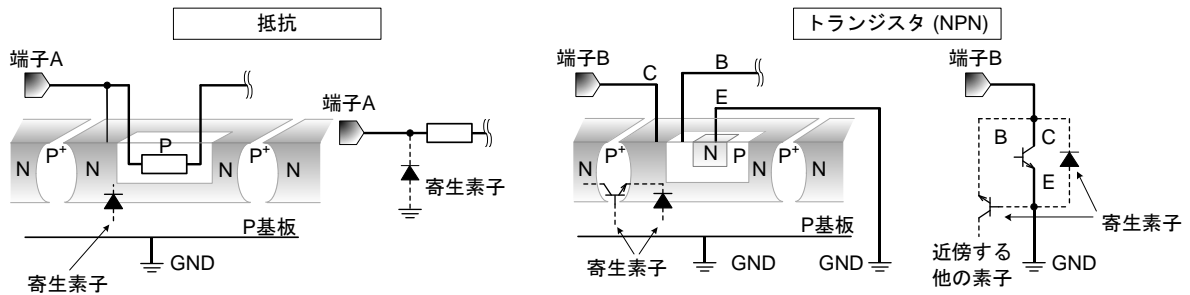 抵抗
端子A
P
N
P+
N
P+
N
N
寄生素子
P基板
GND
端子A
寄生素子
トランジスタ (NPN)
端子B
C
B
E
N
P+
N
N
P
P+
N
N
寄生素子
P基板
GND
GND
端子B
B
C
E
寄生素子
近傍する
他の素子
GND